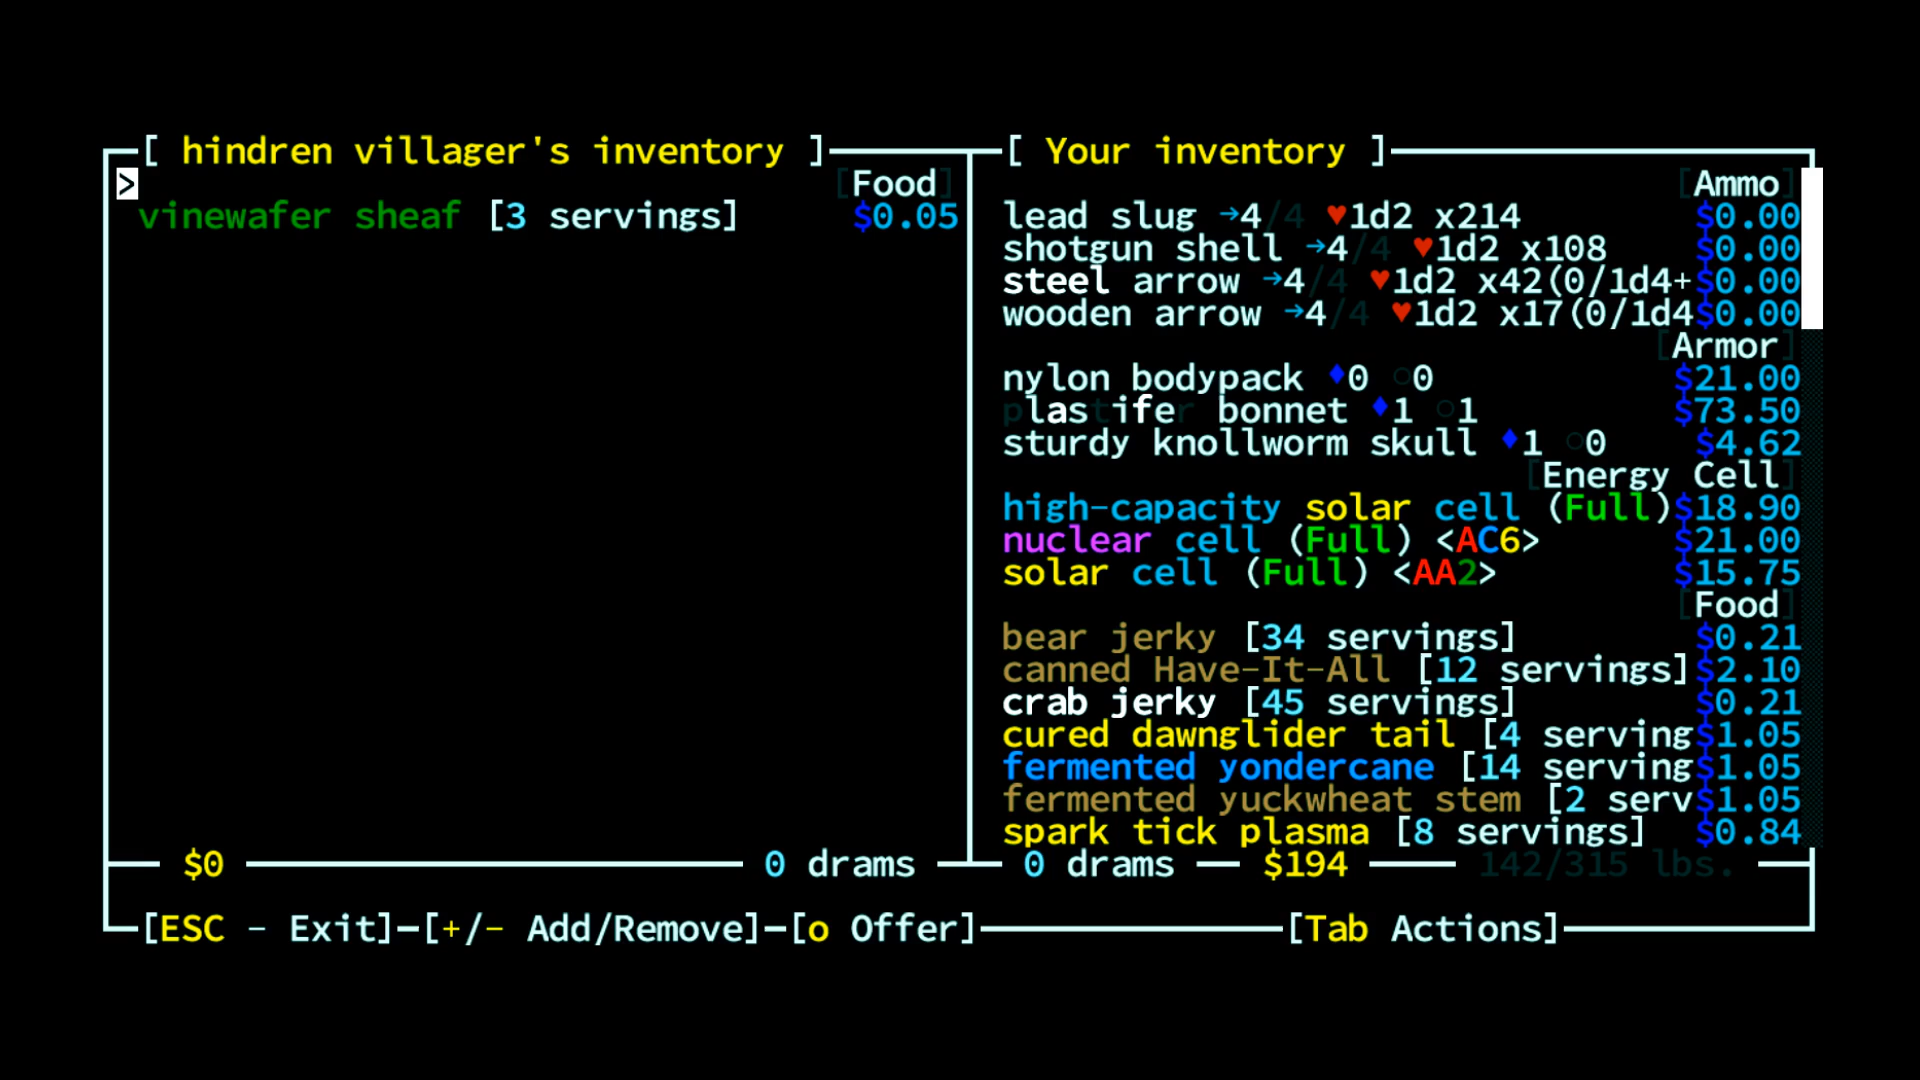 [ hindren villager's inventory ]
>
[Food]
vinewafer sheaf [3 servings] $0.05
$0
0 drams
[ Your inventory ]
[Ammo]
lead slug →4/4 ♥1d2 x214 $0.00
shotgun shell →4/4 ♥1d2 x108 $0.00
steel arrow →4/4 ♥1d2 x42(0/1d4+ $0.00
wooden arrow →4/4 ♥1d2 x17(0/1d4 $0.00
[Armor]
nylon bodypack ♦0 ○0 $21.00
plastifer bonnet ♦1 ○1 $73.50
sturdy knollworm skull ♦1 ○0 $4.62
[Energy Cell]
high-capacity solar cell (Full) $18.90
nuclear cell (Full) <AC6> $21.00
solar cell (Full) <AA2> $15.75
[Food]
bear jerky [34 servings] $0.21
canned Have-It-All [12 servings] $2.10
crab jerky [45 servings] $0.21
cured dawnglider tail [4 serving $1.05
fermented yondercane [14 serving $1.05
fermented yuckwheat stem [2 serv $1.05
spark tick plasma [8 servings] $0.84
0 drams
$194
142/315 lbs.
[ESC - Exit]
[+/- Add/Remove]
[o Offer]
[Tab Actions]